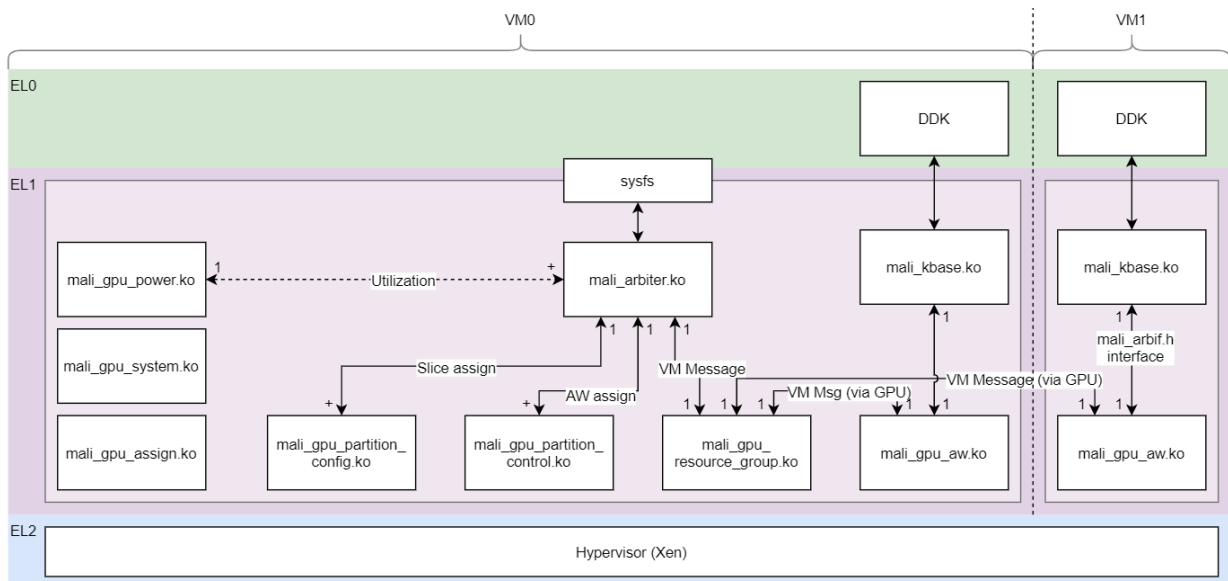 VM0
VM1
EL0
DDK
DDK
EL1
sysfs
mali_gpu_power.ko
1
Utilization
+
mali_arbiter.ko
mali_kbase.ko
mali_kbase.ko
1
1
1
1
1
mali_gpu_system.ko
mali_arbif.h
interface
Slice assign
VM Message
VM Message (via GPU)
AW assign
VM Msg (via GPU)
+
+
1
1
1
1
1
1
1
mali_gpu_assign.ko
mali_gpu_partition_
config.ko
mali_gpu_partition_
control.ko
mali_gpu_
resource_group.ko
mali_gpu_aw.ko
mali_gpu_aw.ko
EL2
Hypervisor (Xen)